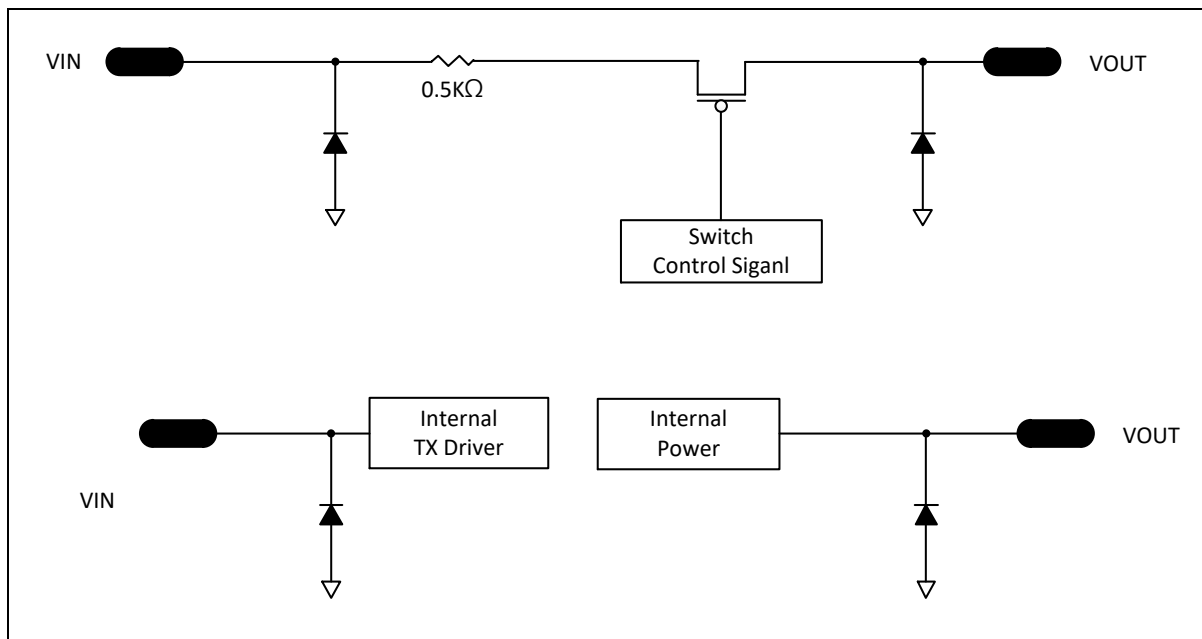 VIN
0.5KΩ
VOUT
Switch
Control Siganl
Internal
TX Driver
Internal
Power
VOUT
VIN